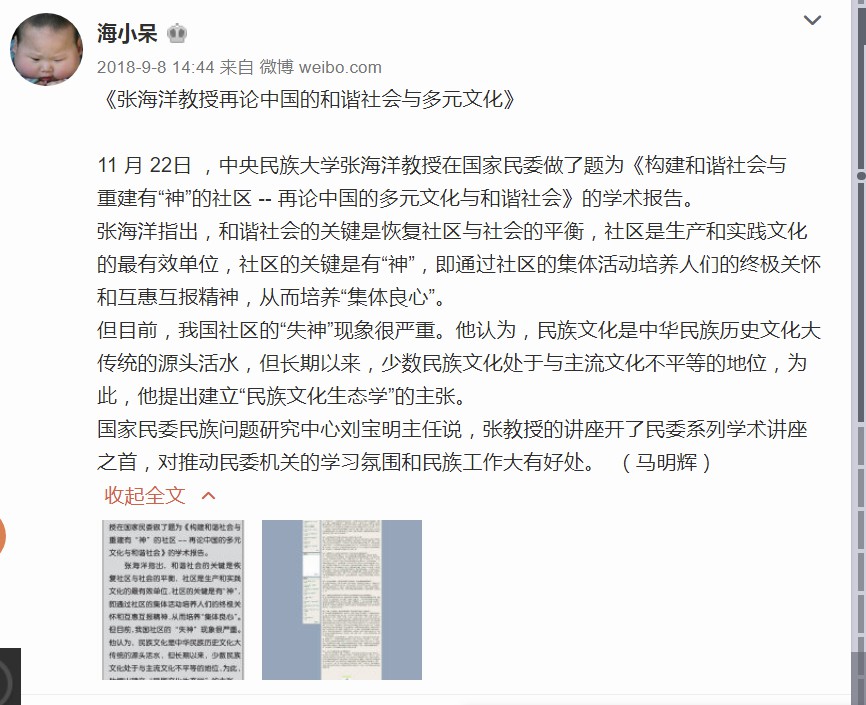 海小呆
2018-9-8 14:44 来自 微博 weibo.com
《张海洋教授再论中国的和谐社会与多元文化》
11 月 22日 ，中央民族大学张海洋教授在国家民委做了题为《构建和谐社会与
重建有“神”的社区 -- 再论中国的多元文化与和谐社会》的学术报告。
张海洋指出，和谐社会的关键是恢复社区与社会的平衡，社区是生产和实践文化
的最有效单位，社区的关键是有“神”，即通过社区的集体活动培养人们的终极关怀
和互惠互报精神，从而培养“集体良心”。
但目前，我国社区的“失神”现象很严重。他认为，民族文化是中华民族历史文化大
传统的源头活水，但长期以来，少数民族文化处于与主流文化不平等的地位，为
此，他提出建立“民族文化生态学”的主张。
国家民委民族问题研究中心刘宝明主任说，张教授的讲座开了民委系列学术讲座
之首，对推动民委机关的学习氛围和民族工作大有好处。 （马明辉）
收起全文
授在国家民委做了题为《构建和谐社会与
重建有“神”的社区 -- 再论中国的多元
文化与和谐社会》的学术报告。
张海洋指出，和谐社会的关键是恢
复社区与社会的平衡，社区是生产和实践
文化的最有效单位，社区的关键是有“神”，
即通过社区的集体活动培养人们的终极关
怀和互惠互报精神，从而培养“集体良心”。
但目前，我国社区的“失神”现象很严重。
他认为，民族文化是中华民族历史文化大
传统的源头活水，但长期以来，少数民族
文化处于与主流文化不平等的地位，为此，